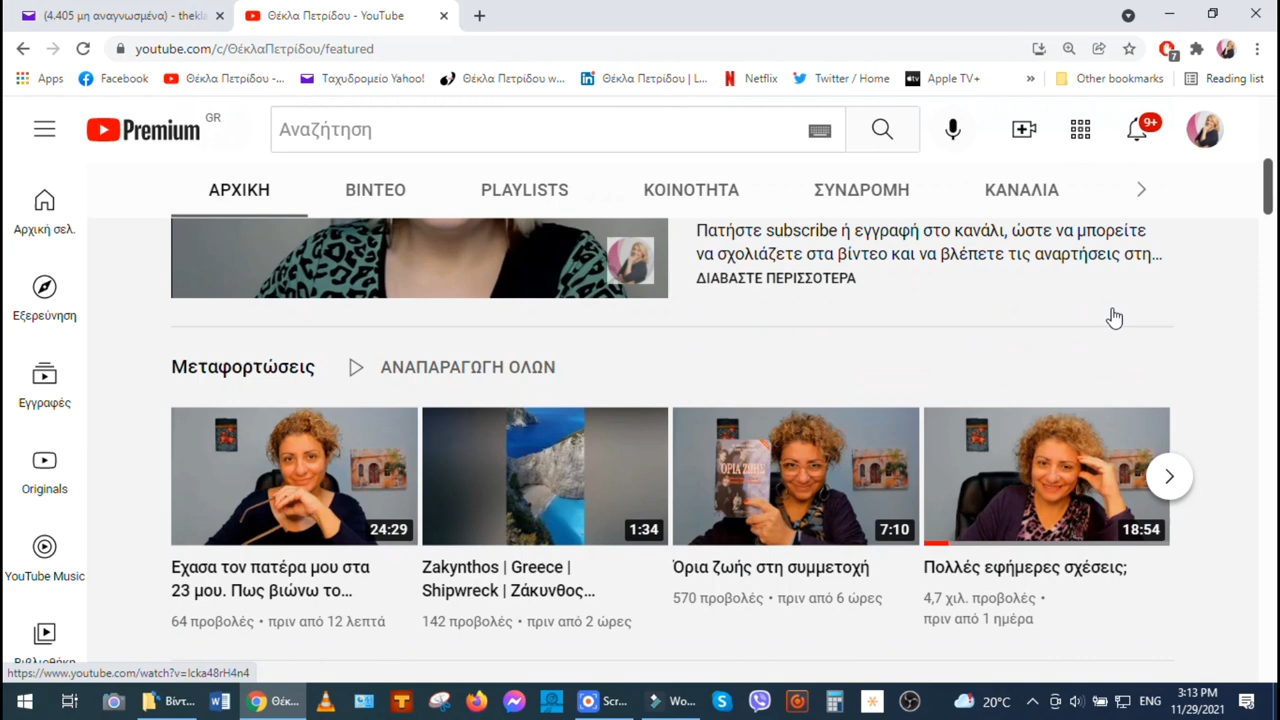 (4.405 μη αναγνωσμένα) - thekl
Θέκλα Πετρίδου - YouTube
youtube.com/c/ΘέκλαΠετρίδου/featured
7
Apps
Facebook
Θέκλα Πετρίδου -...
Ταχυδρομείο Yahoo!
Θέκλα Πετρίδου w...
Θέκλα Πετρίδου | L...
Netflix
Twitter / Home
Apple TV+
»
Other bookmarks
Reading list
Premium GR
Αναζήτηση
9+
ΑΡΧΙΚΗ
ΒΙΝΤΕΟ
PLAYLISTS
ΚΟΙΝΟΤΗΤΑ
ΣΥΝΔΡΟΜΗ
ΚΑΝΑΛΙΑ
Αρχική σελ.
Εξερεύνηση
Εγγραφές
Originals
YouTube Music
Βιβλιοθήκη
Πατήστε subscribe ή εγγραφή στο κανάλι, ώστε να μπορείτε
να σχολιάζετε στα βίντεο και να βλέπετε τις αναρτήσεις στη...
ΔΙΑΒΑΣΤΕ ΠΕΡΙΣΣΟΤΕΡΑ
Μεταφορτώσεις
ΑΝΑΠΑΡΑΓΩΓΗ ΟΛΩΝ
24:29
Εχασα τον πατέρα μου στα
23 μου. Πως βιώνω το...
64 προβολές • πριν από 12 λεπτά
1:34
Zakynthos | Greece |
Shipwreck | Ζάκυνθος...
142 προβολές • πριν από 2 ώρες
ΟΡΙΑ ΖΩΗΣ
7:10
Όρια ζωής στη συμμετοχή
570 προβολές • πριν από 6 ώρες
18:54
Πολλές εφήμερες σχέσεις;
4,7 χιλ. προβολές •
πριν από 1 ημέρα
https://www.youtube.com/watch?v=Icka48rH4n4
Βίντ...
Θέκ...
Scr...
Wo...
20°C
ENG
3:13 PM
11/29/2021